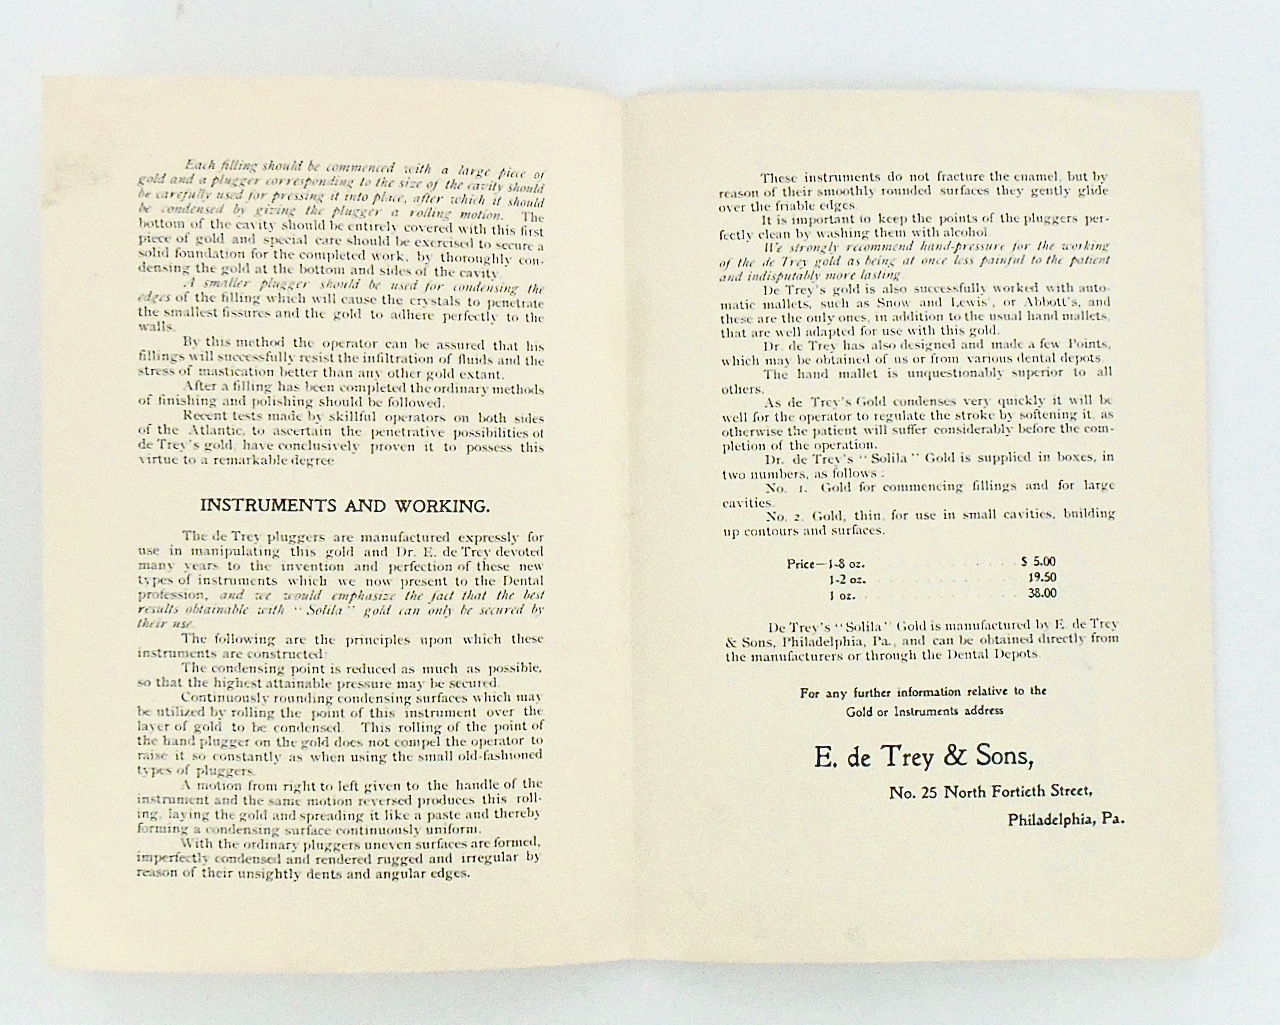 Each filling should be commenced with a large piece of
gold and a plugger corresponding to the size of the cavity should
be carefully used for pressing it into place, after which it should
be condensed by giving the plugger a rolling motion. The
bottom of the cavity should be entirely covered with this first
piece of gold and special care should be exercised to secure a
solid foundation for the completed work, by thoroughly con-
densing the gold at the bottom and sides of the cavity.
A smaller plugger should be used for condensing the
edges of the filling which will cause the crystals to penetrate
the smallest fissures and the gold to adhere perfectly to the
walls.
By this method the operator can be assured that his
fillings will successfully resist the infiltration of fluids and the
stress of mastication better than any other gold extant.
After a filling has been completed the ordinary methods
of finishing and polishing should be followed.
Recent tests made by skillful operators on both sides
of the Atlantic, to ascertain the penetrative possibilities of
de Trey's gold, have conclusively proven it to possess this
virtue to a remarkable degree
INSTRUMENTS AND WORKING.
The de Trey pluggers are manufactured expressly for
use in manipulating this gold and Dr. E. de Trey devoted
many years to the invention and perfection of these new
types of instruments which we now present to the Dental
profession, and we would emphasize the fact that the best
results obtainable with "Solila" gold can only be secured by
their use.
The following are the principles upon which these
instruments are constructed:
The condensing point is reduced as much as possible,
so that the highest attainable pressure may be secured.
Continuously rounding condensing surfaces which may
be utilized by rolling the point of this instrument over the
layer of gold to be condensed. This rolling of the point of
the hand plugger on the gold does not compel the operator to
raise it so constantly as when using the small old-fashioned
types of pluggers.
A motion from right to left given to the handle of the
instrument and the same motion reversed produces this roll-
ing, laying the gold and spreading it like a paste and thereby
forming a condensing surface continuously uniform.
With the ordinary pluggers uneven surfaces are formed,
imperfectly condensed and rendered rugged and irregular by
reason of their unsightly dents and angular edges.
These instruments do not fracture the enamel, but by
reason of their smoothly rounded surfaces they gently glide
over the friable edges.
It is important to keep the points of the pluggers per-
fectly clean by washing them with alcohol.
We strongly recommend hand-pressure for the working
of the de Trey gold as being at once less painful to the patient
and indisputably more lasting.
De Trey's gold is also successfully worked with auto-
matic mallets, such as Snow and Lewis', or Abbott's, and
these are the only ones, in addition to the usual hand mallets,
that are well adapted for use with this gold.
Dr. de Trey has also designed and made a few Points,
which may be obtained of us or from various dental depots.
The hand mallet is unquestionably superior to all
others.
As de Trey's Gold condenses very quickly it will be
well for the operator to regulate the stroke by softening it, as
otherwise the patient will suffer considerably before the com-
pletion of the operation.
Dr. de Trey's "Solila" Gold is supplied in boxes, in
two numbers, as follows:
No. 1. Gold for commencing fillings and for large
cavities.
No. 2. Gold, thin, for use in small cavities, building
up contours and surfaces.
Price—1-8 oz. . . . . . . $ 5.00
1-2 oz. . . . . . . 19.50
1 oz. . . . . . . 38.00
De Trey's "Solila" Gold is manufactured by E. de Trey
& Sons, Philadelphia, Pa., and can be obtained directly from
the manufacturers or through the Dental Depots.
For any further information relative to the
Gold or Instruments address
E. de Trey & Sons,
No. 25 North Fortieth Street,
Philadelphia, Pa.